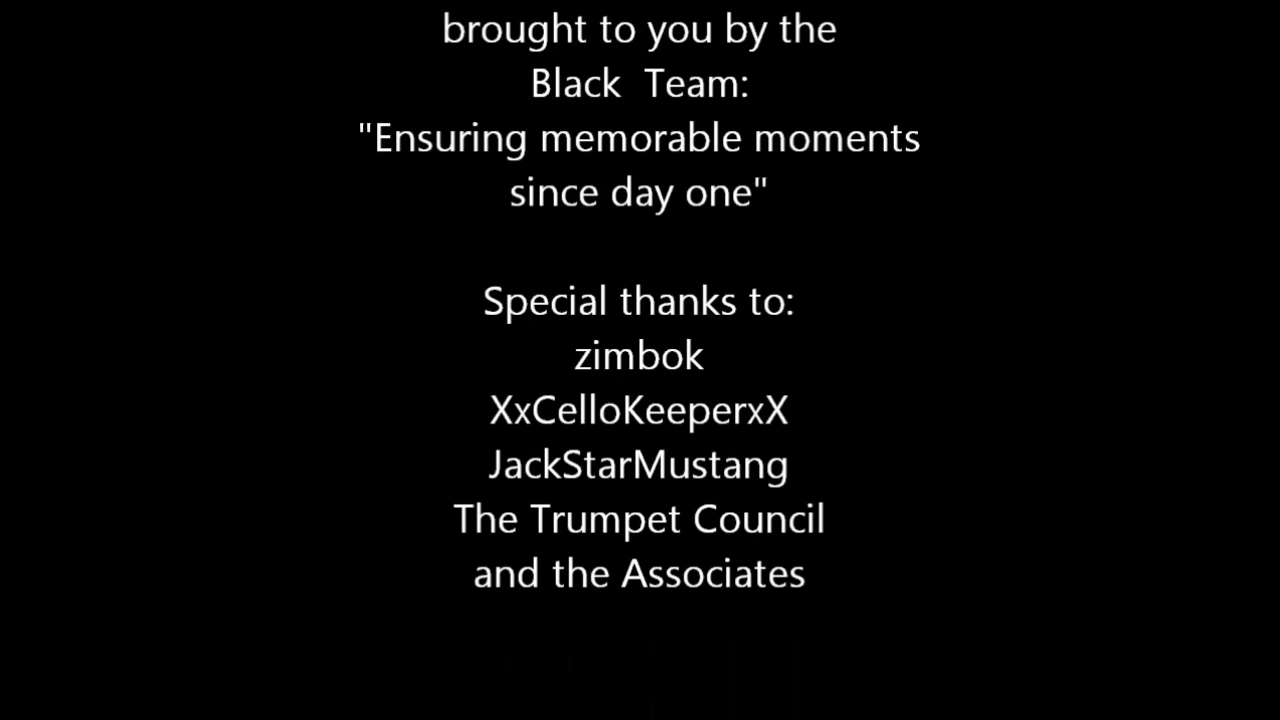 brought to you by the
Black  Team:
"Ensuring memorable moments
since day one"
Special thanks to:
zimbok
XxCelloKeeperxX
JackStarMustang
The Trumpet Council
and the Associates